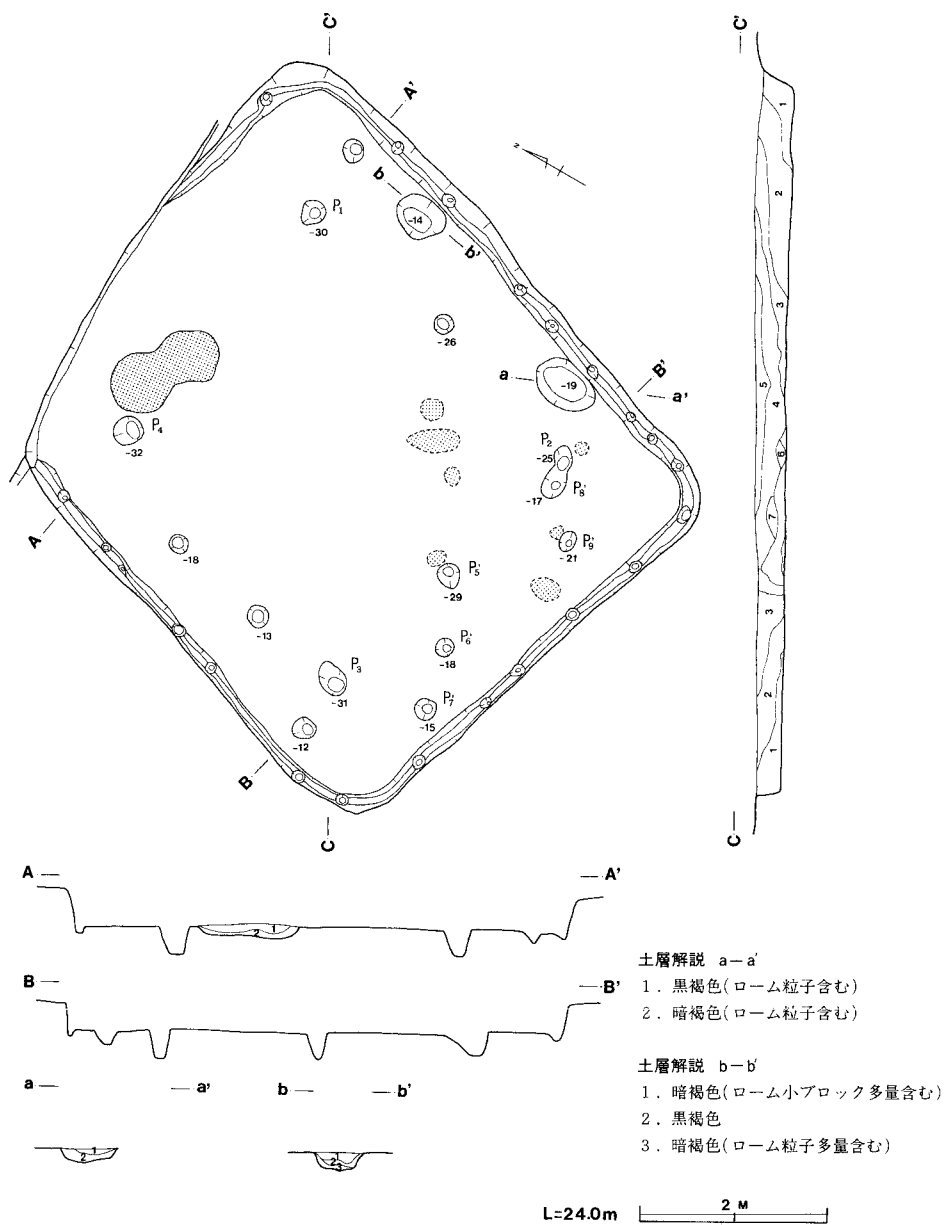 C'
C'
A'
N
b
-14
b'
P1
-30
1
2
-26
3
a
-19
B'
a'
5
4
P4
-32
P2
-25
6
-17
P8'
7
A
P9'
-21
-18
P5'
-29
3
-13
P6'
-18
P3
-31
P7'
-15
2
-12
1
B
C
C
A
A'
1
2
B
B'
a
a'
b
b'
1
2
1
2
3
土層解説 a－a'
1．黒褐色(ローム粒子含む)
2．暗褐色(ローム粒子含む)
土層解説 b－b'
1．暗褐色(ローム小ブロック多量含む)
2．黒褐色
3．暗褐色(ローム粒子多量含む)
L=24.0m
2 M